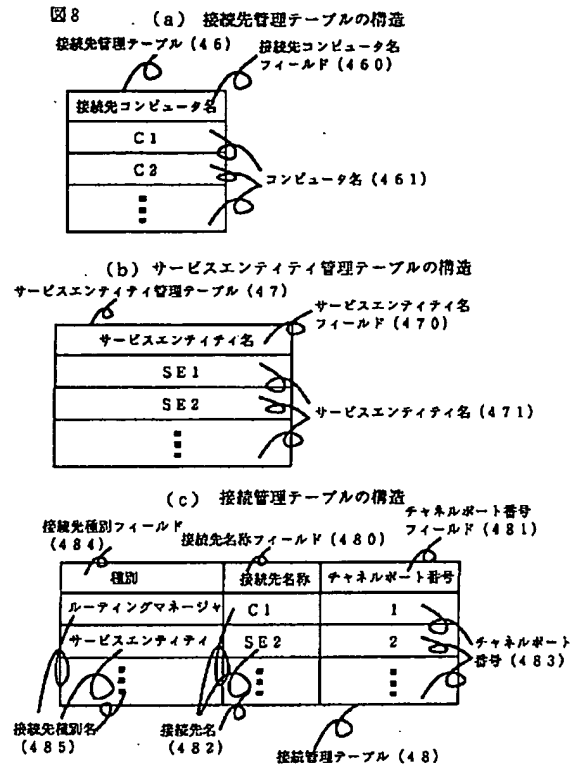 図8
(a) 接続先管理テーブルの構造
接続先管理テーブル (46)
接続先コンピュータ名
フィールド (460)
接続先コンピュータ名
C1
C2
コンピュータ名 (461)
(b) サービスエンティティ管理テーブルの構造
サービスエンティティ管理テーブル (47)
サービスエンティティ名
フィールド (470)
サービスエンティティ名
SE1
SE2
サービスエンティティ名 (471)
(c) 接続管理テーブルの構造
接続先種別フィールド
(484)
接続先名称フィールド (480)
チャネルポート番号
フィールド (481)
種別 接続先名称 チャネルポート番号
ルーティングマネージャ C1 1
サービスエンティティ SE2 2
チャネルポート
番号 (483)
接続先種別名
(485)
接続先名
(482)
接続管理テーブル (48)